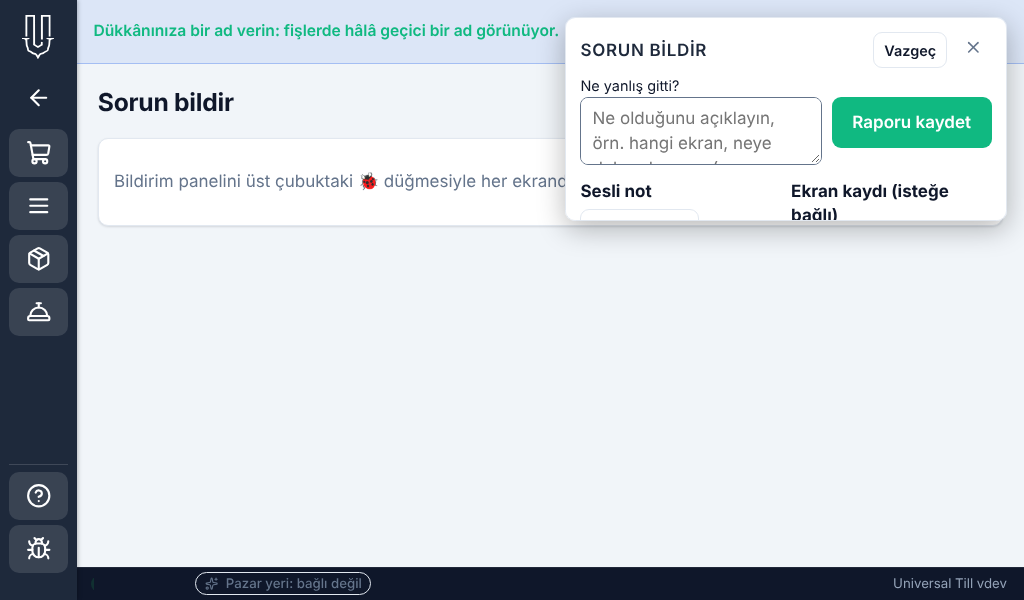 Dükkânınıza bir ad verin: fişlerde hâlâ geçici bir ad görünüyor.
SORUN BİLDİR
Vazgeç
Ne yanlış gitti?
Ne olduğunu açıklayın,
örn. hangi ekran, neye
Raporu kaydet
Sesli not
Ekran kaydı (isteğe
bağlı)
Sorun bildir
Bildirim panelini üst çubuktaki 🐞 düğmesiyle her
Pazar yeri: bağlı değil
Universal Till vdev